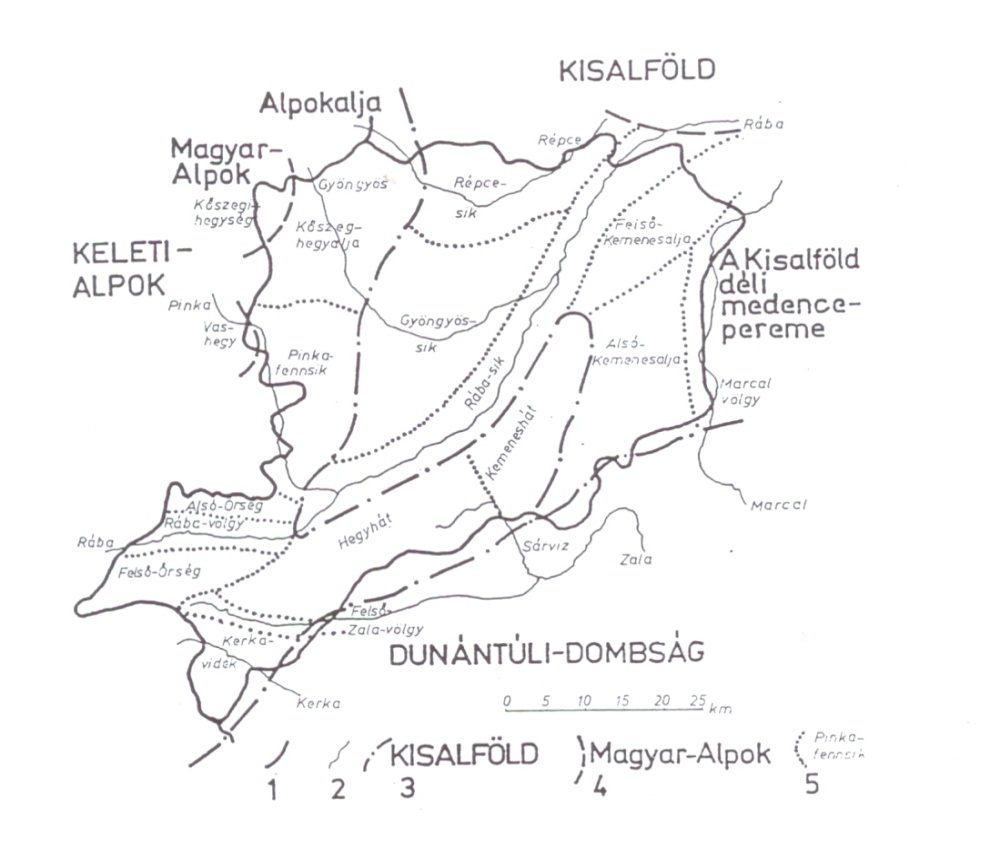 KISALFÖLD
Alpokalja
Rába
Répce
Magyar-
Alpok
Gyöngyös
Répce-
sík
Kőszegi-
hegység
Kőszeg-
hegyalja
Felső-
Kemenesalja
KELETI-
ALPOK
A Kisalföld
déli
medence-
pereme
Pinka
Vas-
hegy
Gyöngyös-
sík
Pinka-
fennsík
Alsó-
Kemenesalja
Rába-sík
Marcal
völgy
Kemeneshát
Marcal
Alsó-Őrség
Rába-völgy
Hegyhát
Rába
Sárvíz
Zala
Felső-Őrség
Felső-
Zala-völgy
Kerka-
vidék
DUNÁNTÚLI-DOMBSÁG
Kerka
0 5 10 15 20 25 km
KISALFÖLD
Magyar-Alpok
Pinka-
fennsík
1 2 3 4 5